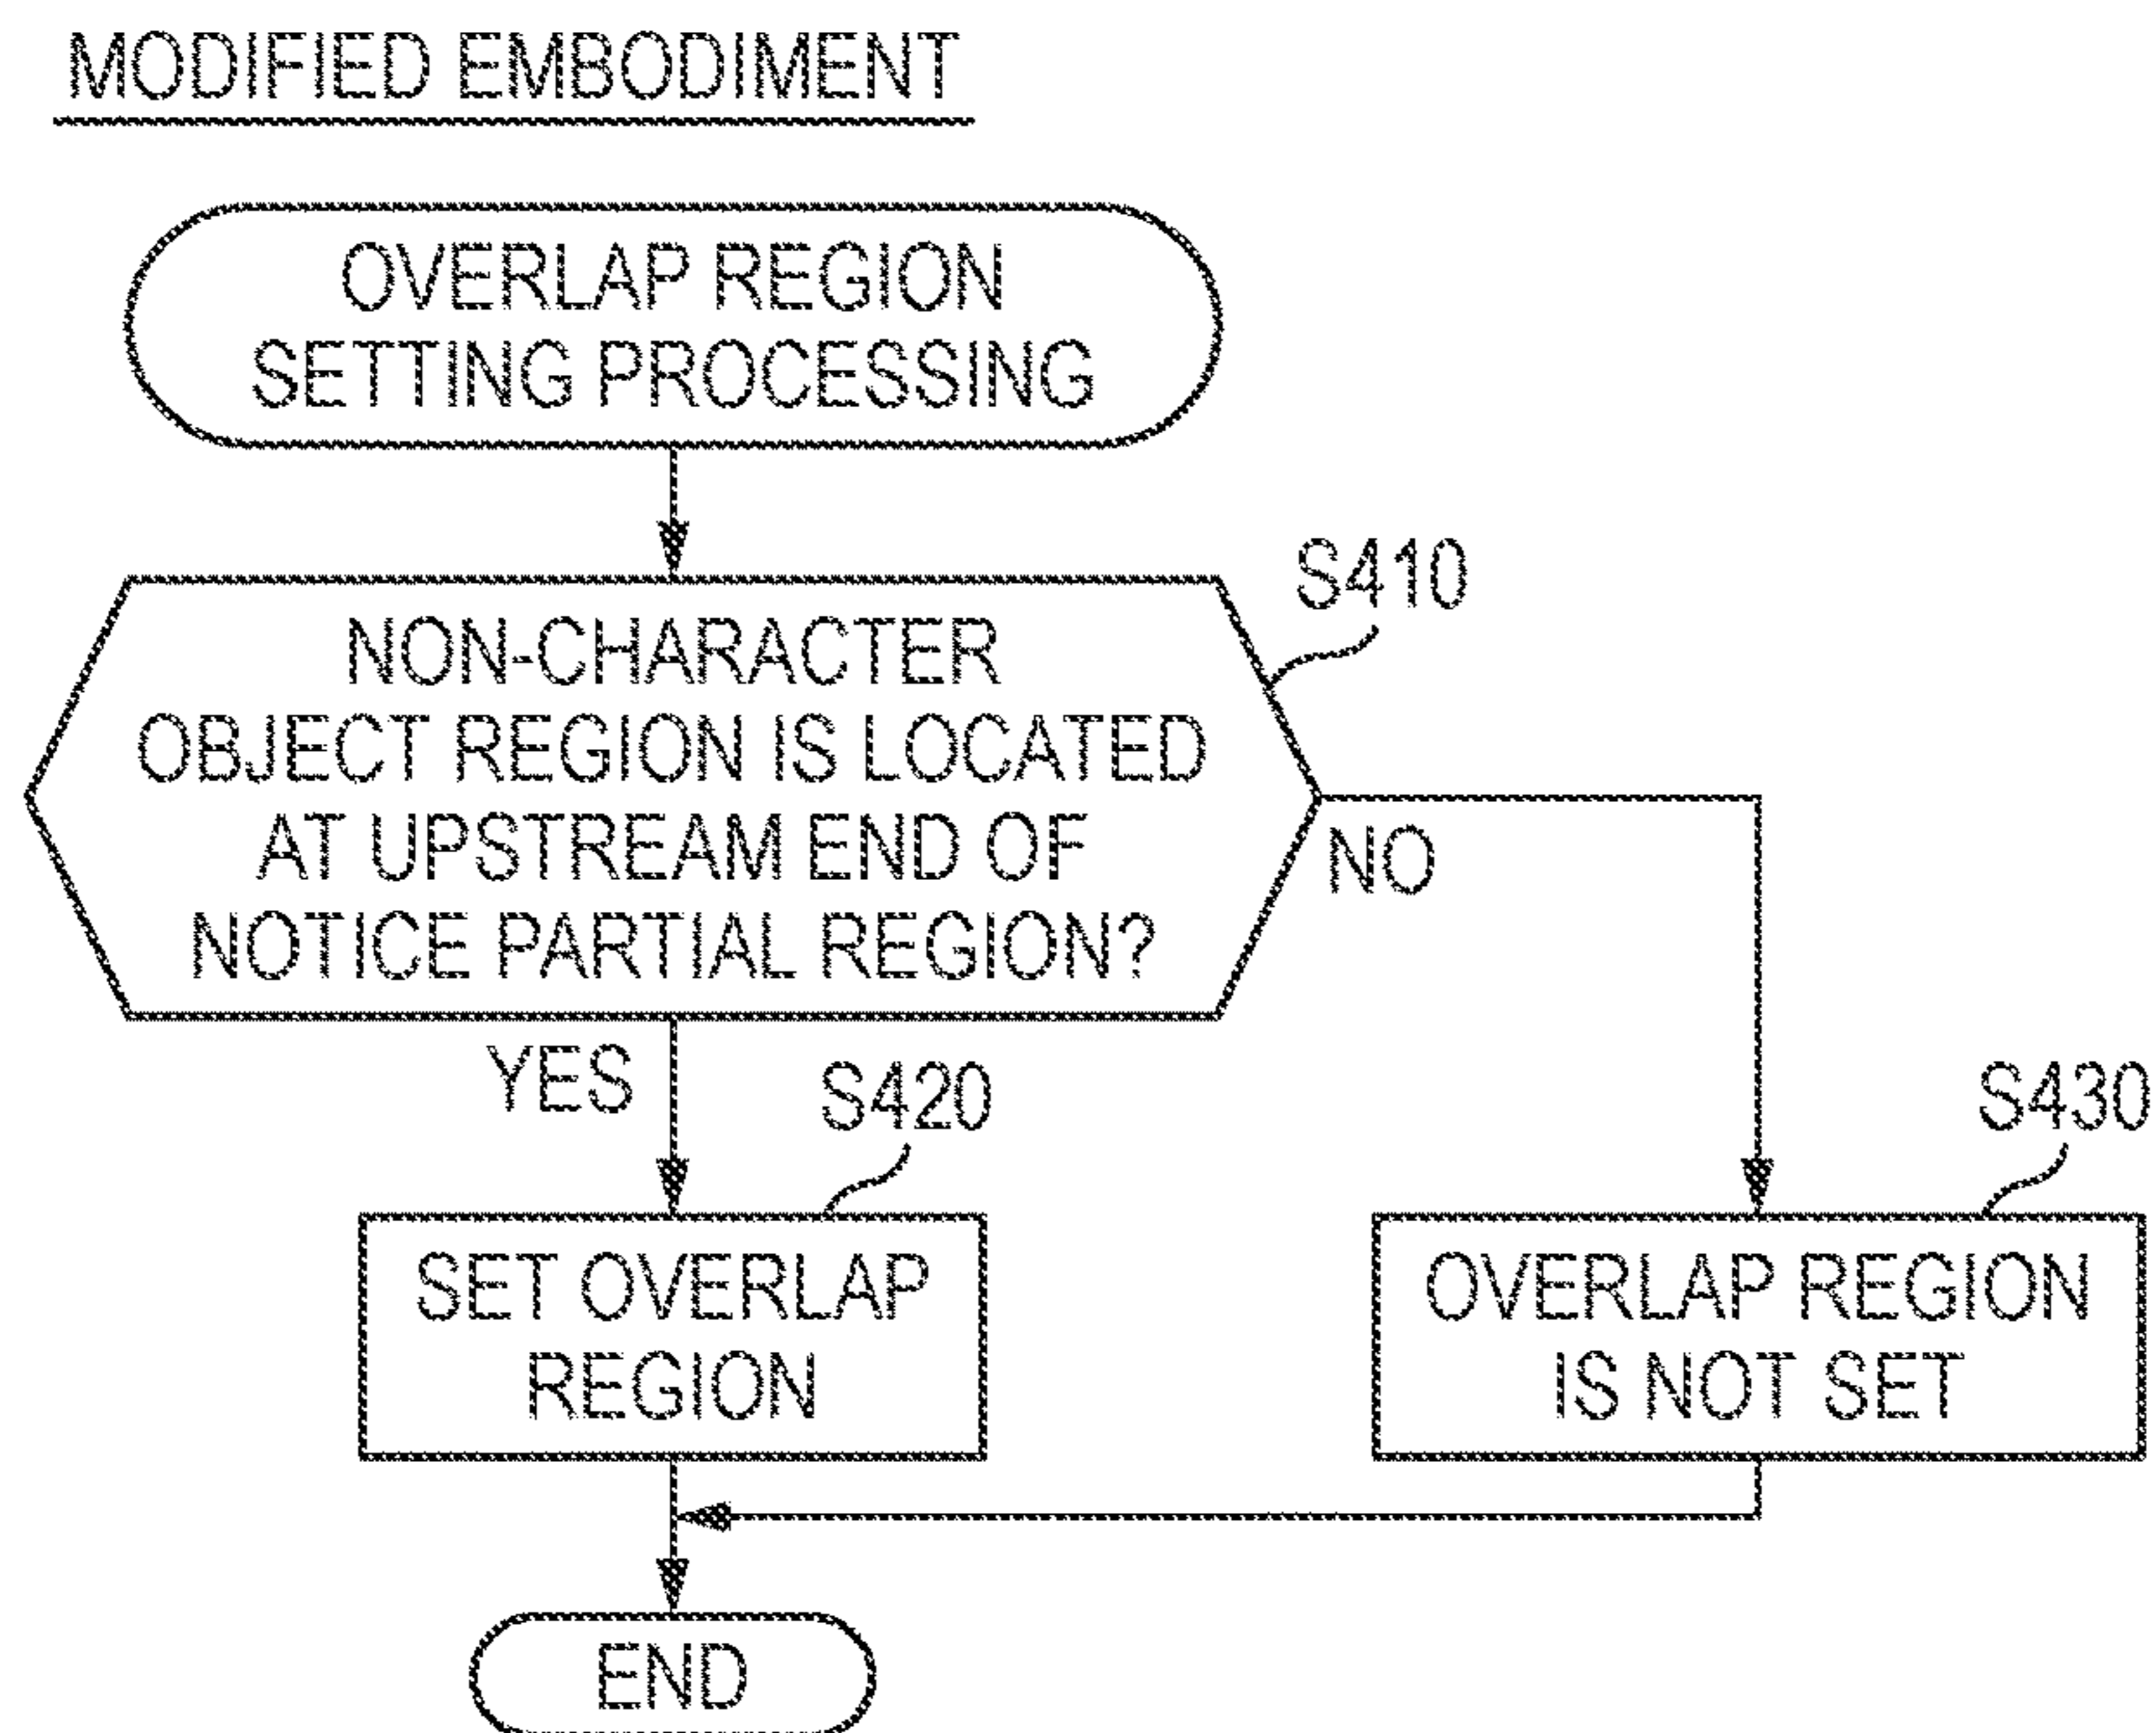 MODIFIED EMBODIMENT
OVERLAP REGION
SETTING PROCESSING
S410
NON-CHARACTER
OBJECT REGION IS LOCATED
AT UPSTREAM END OF
NOTICE PARTIAL REGION?
NO
YES
S420
S430
SET OVERLAP
REGION
OVERLAP REGION
IS NOT SET
END